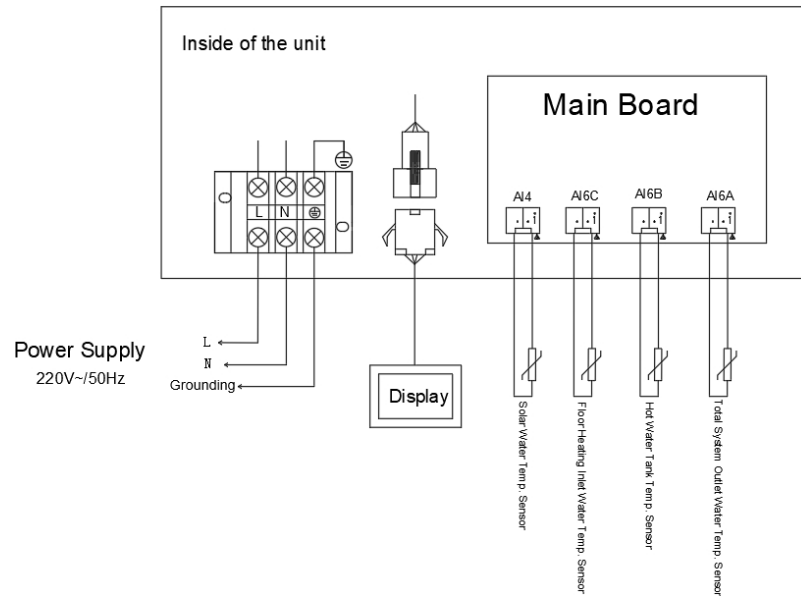 Inside of the unit
Main Board
AI4
AI6C
AI6B
AI6A
L
N
L
N
Grounding
Power Supply
220V~/50Hz
Display
Solar Water Temp. Sensor
Floor Heating Inlet Water Temp. Sensor
Hot Water Tank Temp. Sensor
Total System Outlet Water Temp. Sensor